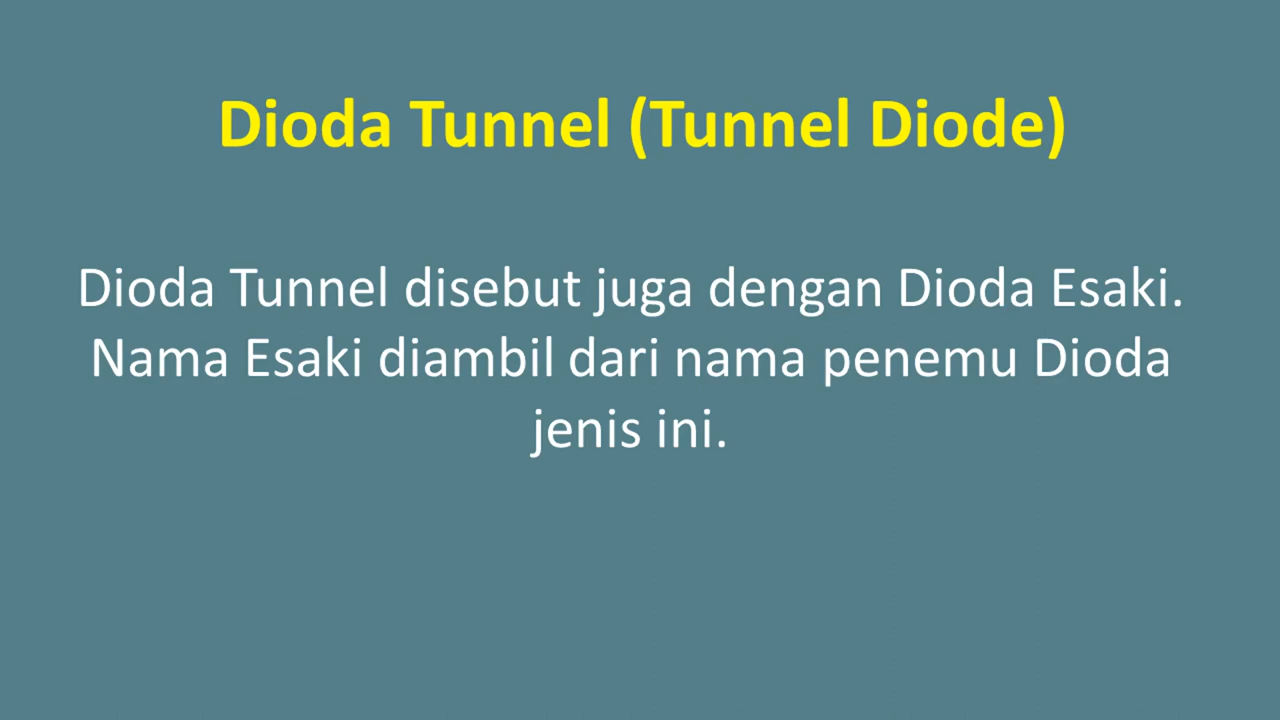 Dioda Tunnel (Tunnel Diode)
Dioda Tunnel disebut juga dengan Dioda Esaki.
Nama Esaki diambil dari nama penemu Dioda
jenis ini.